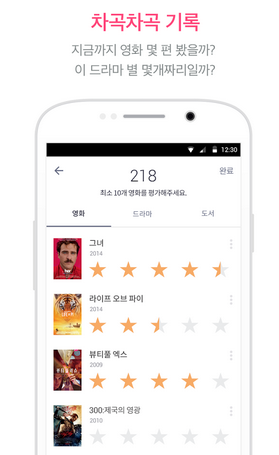 차곡차곡 기록
지금까지 영화 몇 편 봤을까?
이 드라마 별 몇개짜리일까?
12:30
218
완료
최소 10개 영화를 평가해주세요.
영화
드라마
도서
그녀
2014
라이프 오브 파이
2014
뷰티풀 엑스
2009
300:제국의 영광
2010